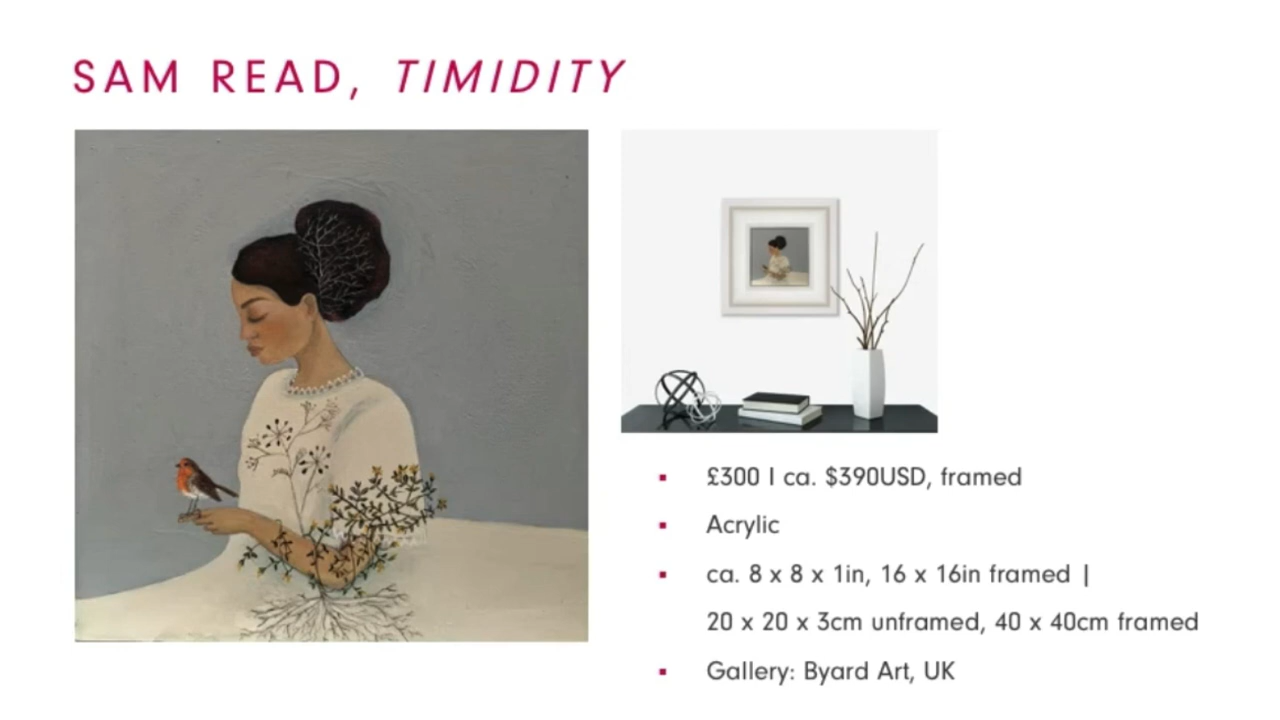 SAM READ, TIMIDITY
£300 | ca. $390USD, framed
Acrylic
ca. 8 x 8 x 1in, 16 x 16in framed |
20 x 20 x 3cm unframed, 40 x 40cm framed
Gallery: Byard Art, UK